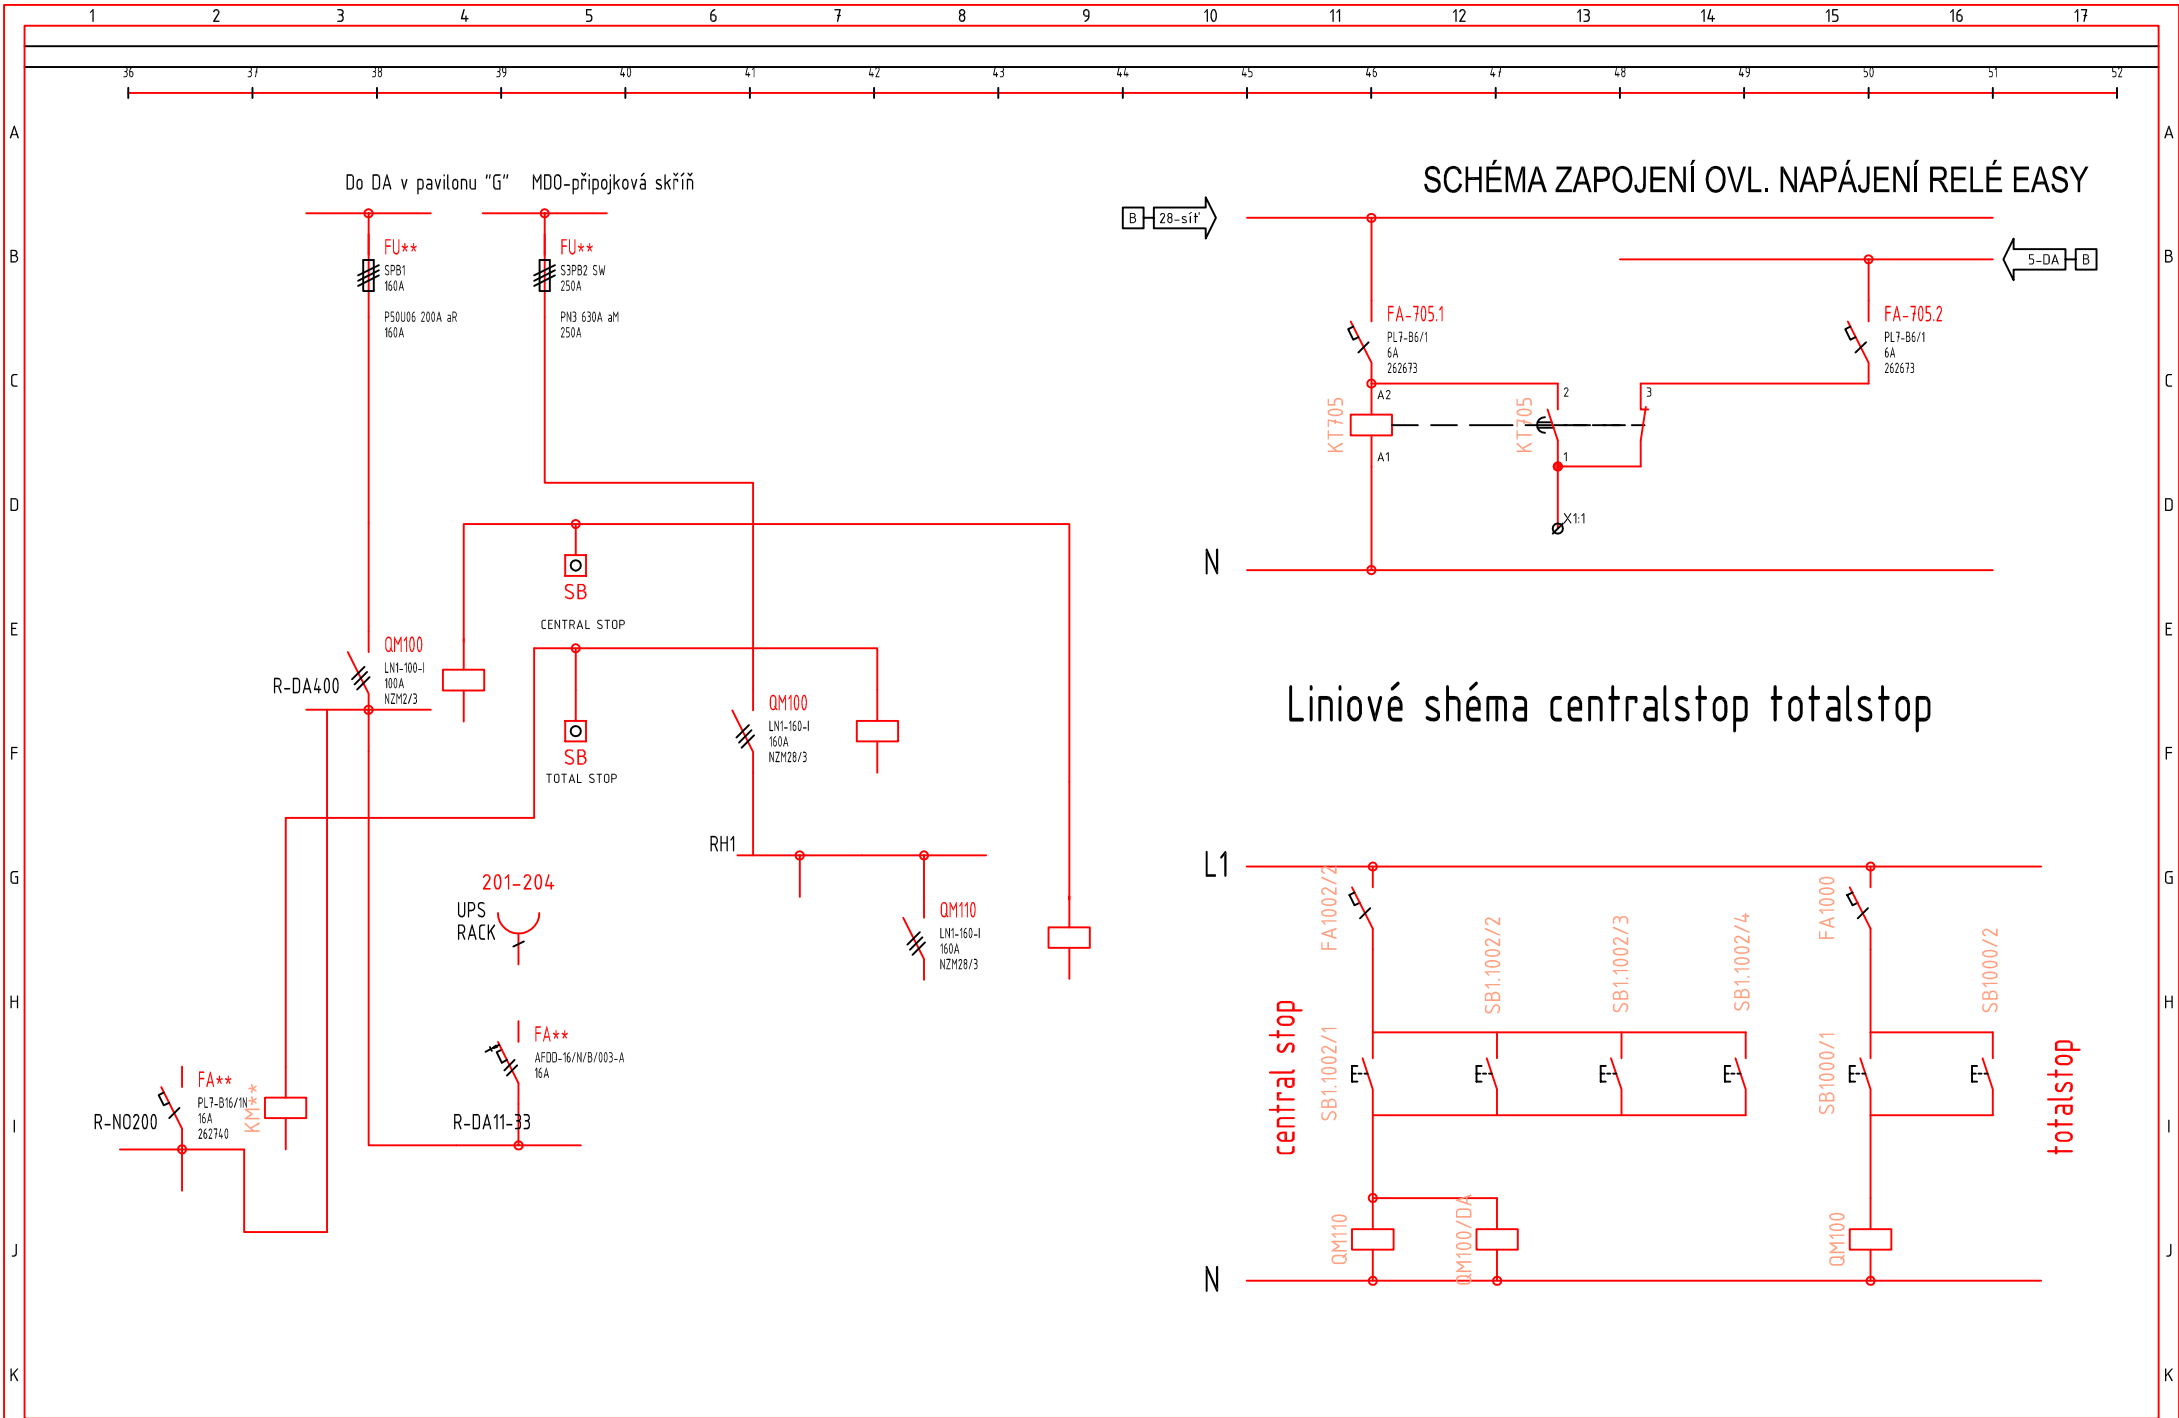 1 2 3 4 5 6 7 8 9 10 11 12 13 14 15 16 17
36 37 38 39 40 41 42 43 44 45 46 47 48 49 50 51 52
A A
Do DA v pavilonu "G" MDO-připojková skříň
SCHÉMA ZAPOJENÍ OVL. NAPÁJENÍ RELÉ EASY
B 28-síť
B B
5-DA B
FU**
SPB1
160A
P50U06 200A aR
160A
FU**
S3PB2 SW
250A
PN3 630A aM
250A
FA-705.1
PL7-B6/1
6A
262673
FA-705.2
PL7-B6/1
6A
262673
C C
KT705
A2
A1
KT705
2
3
1
X1:1
D D
N
SB
CENTRAL STOP
E E
R-DA400
QM100
LN1-100-I
100A
NZM2/3
SB
TOTAL STOP
QM100
LN1-160-I
160A
NZM28/3
Liniové shéma centralstop totalstop
F F
RH1
L1
G G
201-204
UPS
RACK
QM110
LN1-160-I
160A
NZM28/3
FA1002/2
SB1.1002/2
SB1.1002/3
SB1.1002/4
FA1000
SB1000/2
H H
FA**
AFDD-16/N/B/003-A
16A
R-DA11-33
FA**
PL7-B16/1N
16A
262740
KM**
R-NO200
central stop
SB1.1002/1
SB1000/1
totalstop
I I
QM110
QM100/DA
QM100
J J
N
K K